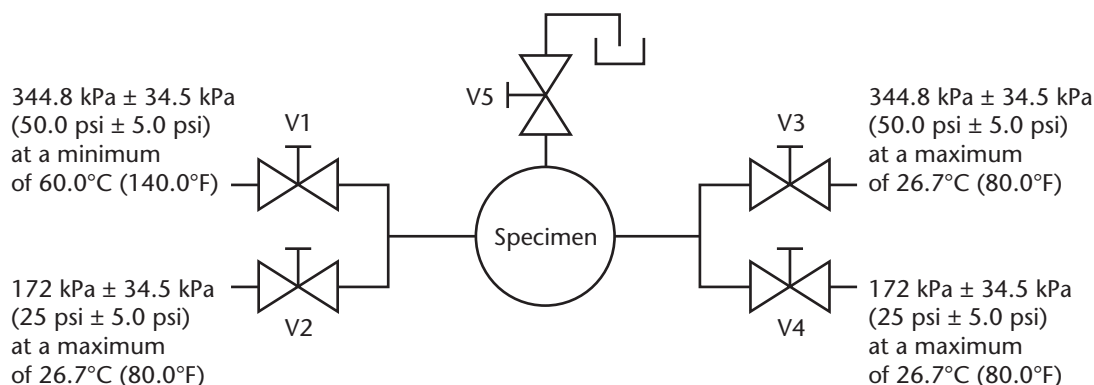 V5
344.8 kPa ± 34.5 kPa
(50.0 psi ± 5.0 psi)
at a minimum
of 60.0°C (140.0°F)
V1
V3
344.8 kPa ± 34.5 kPa
(50.0 psi ± 5.0 psi)
at a maximum
of 26.7°C (80.0°F)
Specimen
172 kPa ± 34.5 kPa
(25 psi ± 5.0 psi)
at a maximum
of 26.7°C (80.0°F)
V2
V4
172 kPa ± 34.5 kPa
(25 psi ± 5.0 psi)
at a maximum
of 26.7°C (80.0°F)